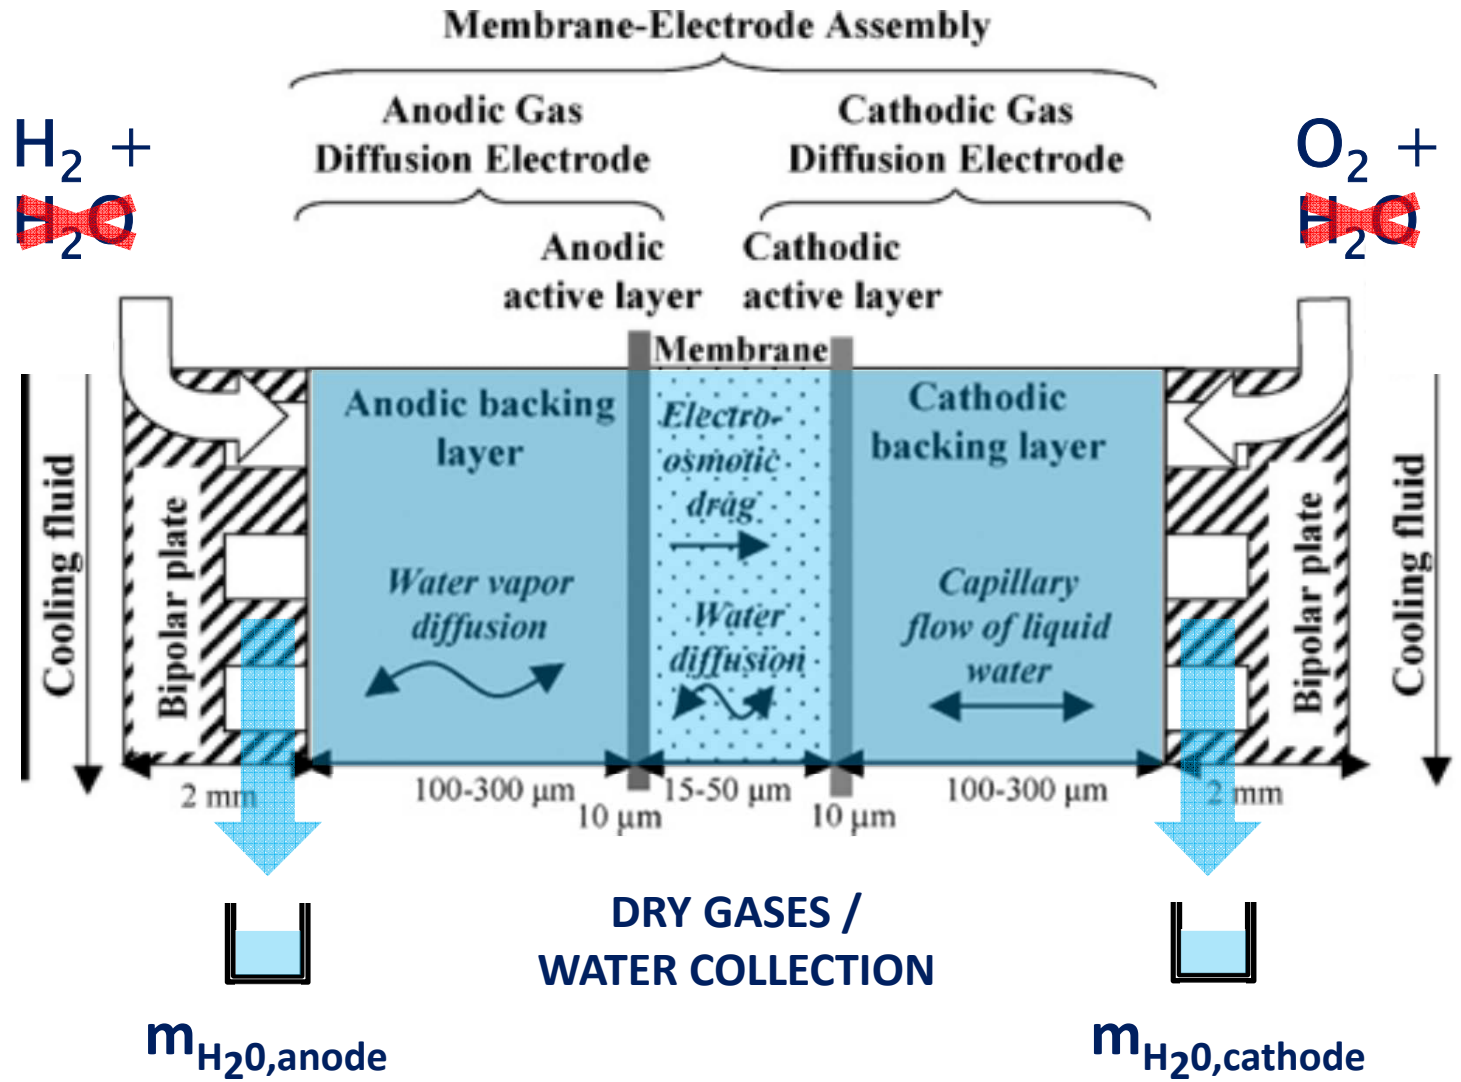 Membrane-Electrode Assembly
Anodic Gas
Diffusion Electrode
Cathodic Gas
Diffusion Electrode
H2 +
H2O
O2 +
H2O
Anodic
active layer
Cathodic
active layer
Membrane
Anodic backing
layer
Electro-
osmotic
drag
Cathodic
backing layer
Cooling fluid
Bipolar plate
Water vapor
diffusion
Water
diffusion
Capillary
flow of liquid
water
Bipolar plate
Cooling fluid
2 mm
100-300 µm
10 µm
15-50 µm
10 µm
100-300 µm
2 mm
DRY GASES /
WATER COLLECTION
mH20,anode
mH20,cathode